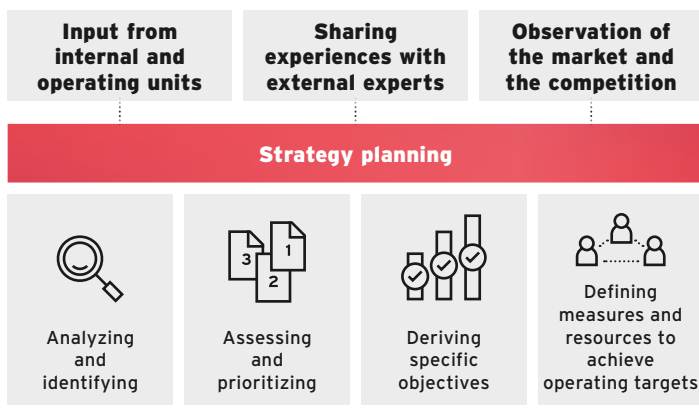 Input from
internal and
operating units
Sharing
experiences with
external experts
Observation of
the market and
the competition
Strategy planning
3
1
2
Analyzing
and
identifying
Assessing
and
prioritizing
Deriving
specific
objectives
Defining
measures and
resources to
achieve
operating targets